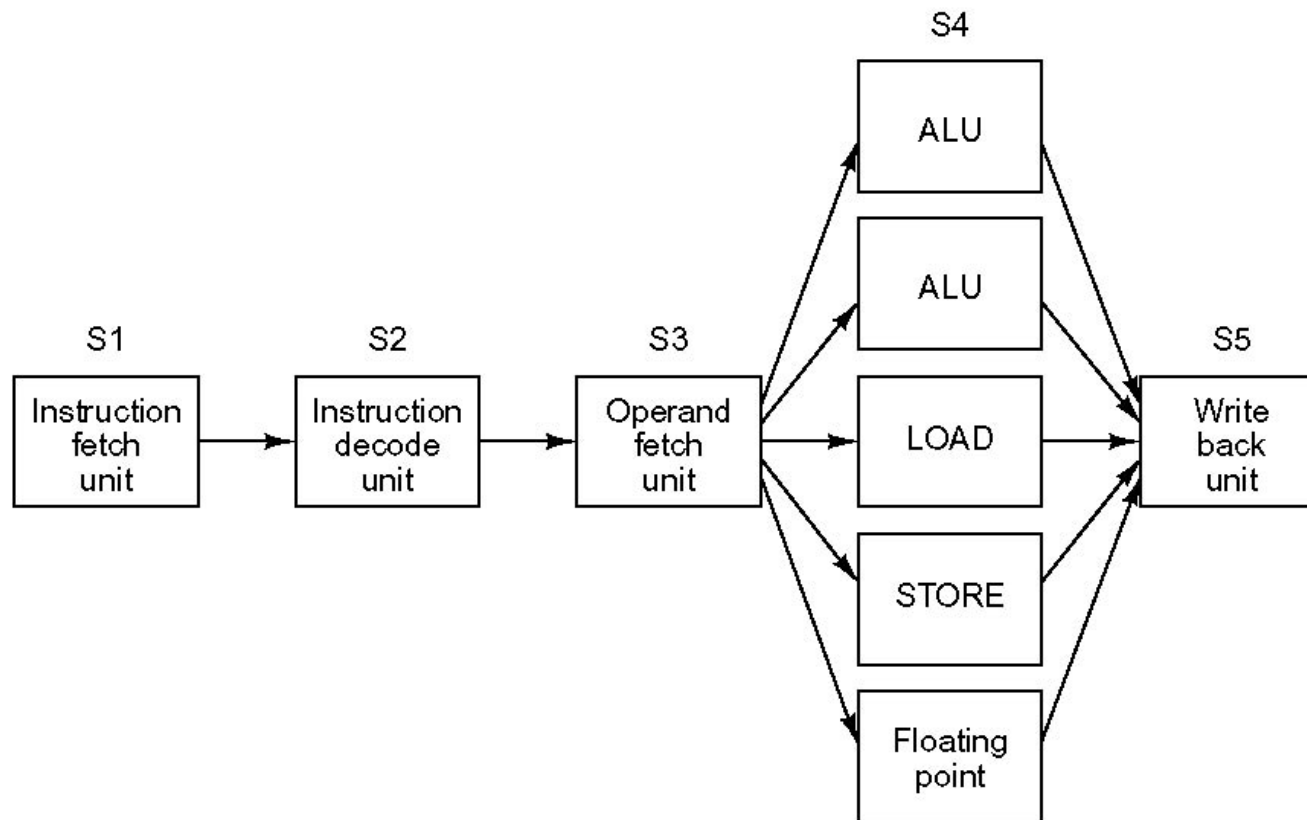 S1
Instruction
fetch
unit
S2
Instruction
decode
unit
S3
Operand
fetch
unit
S4
ALU
ALU
LOAD
STORE
Floating
point
S5
Write
back
unit